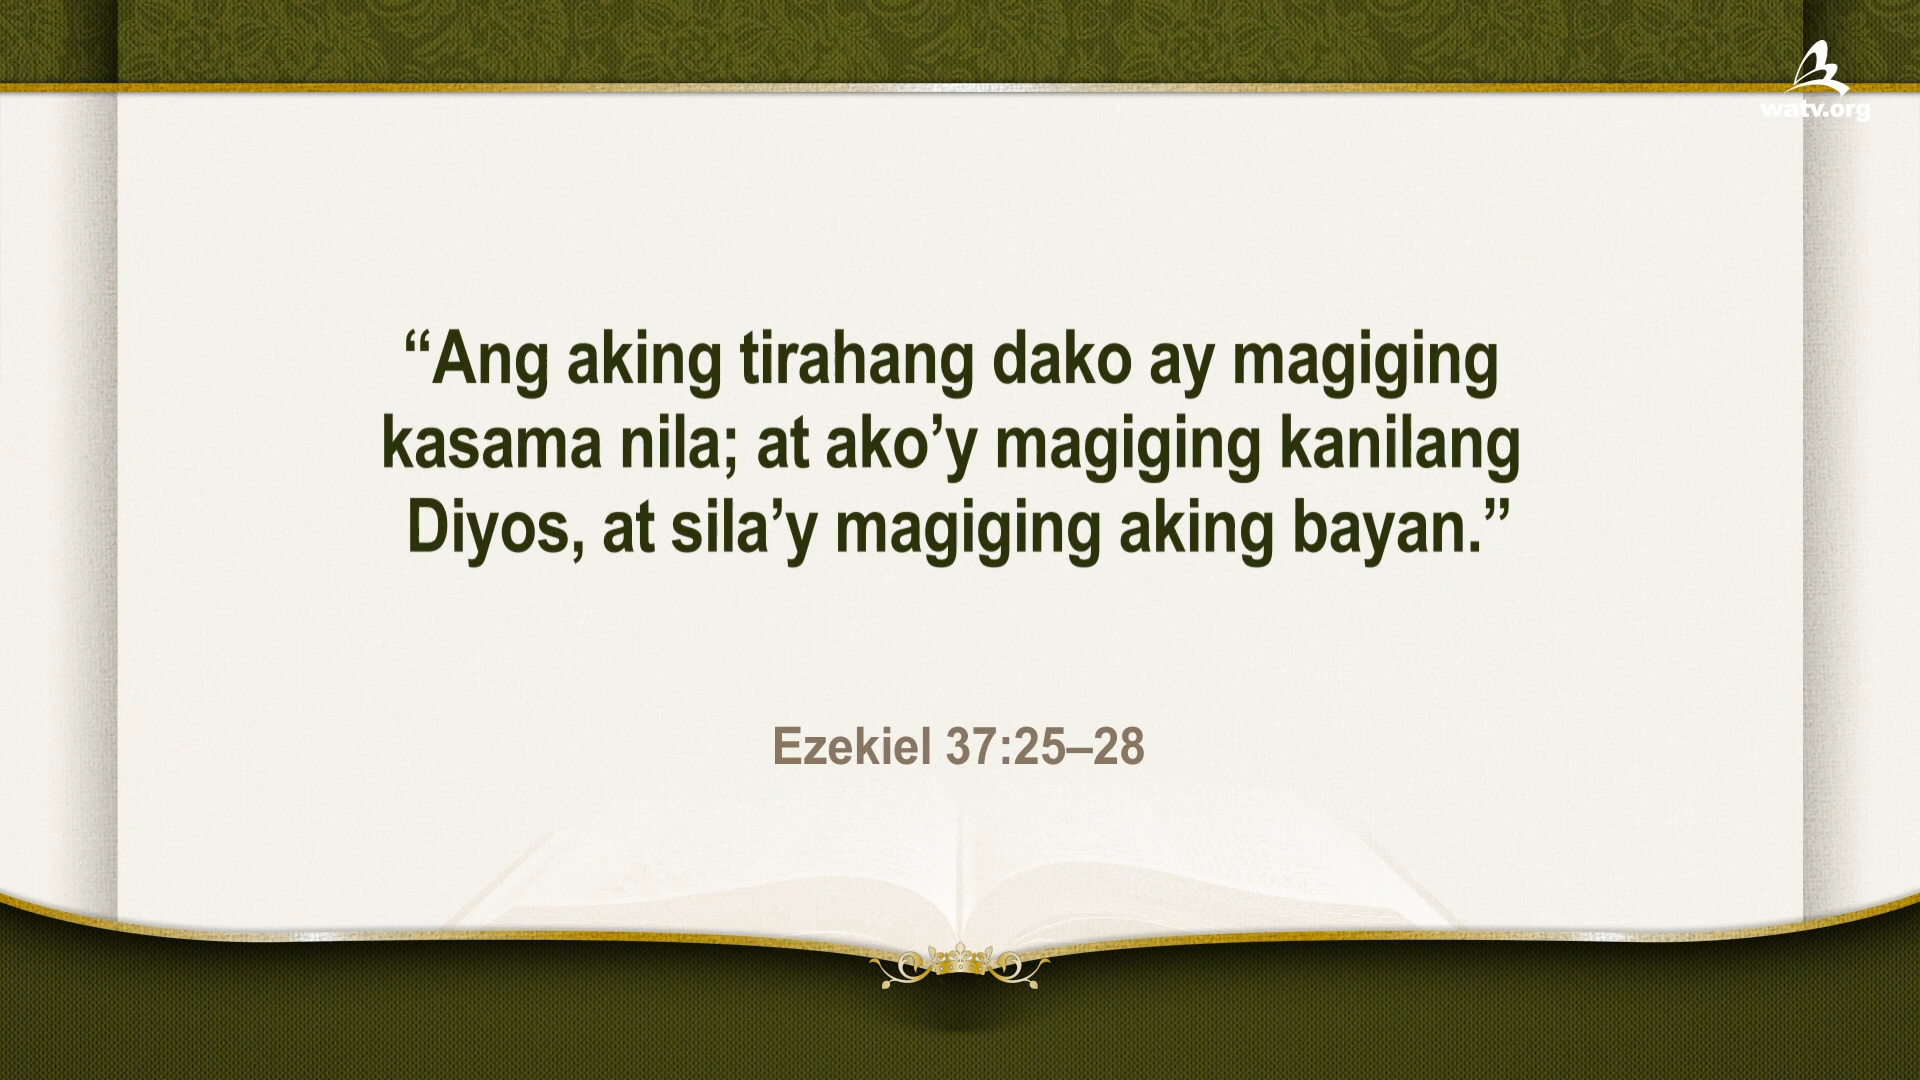 watv.org
“Ang aking tirahang dako ay magiging
kasama nila; at ako’y magiging kanilang
Diyos, at sila’y magiging aking bayan.”
Ezekiel 37:25–28